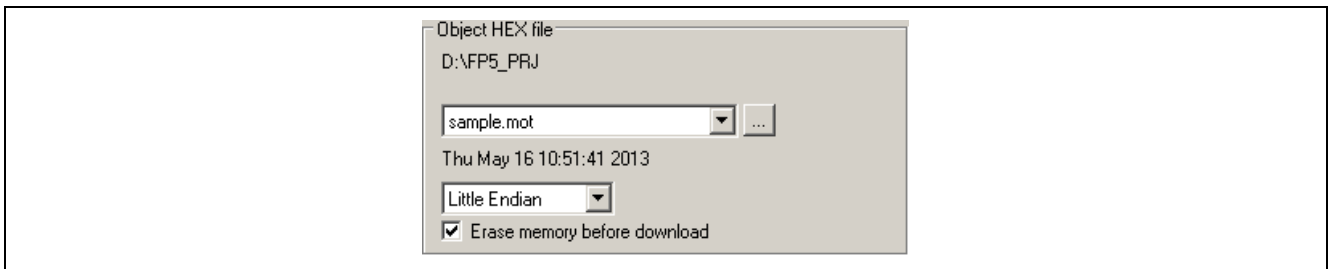 Object HEX file
D:\FP5_PRJ
sample.mot ...
Thu May 16 10:51:41 2013
Little Endian
Erase memory before download